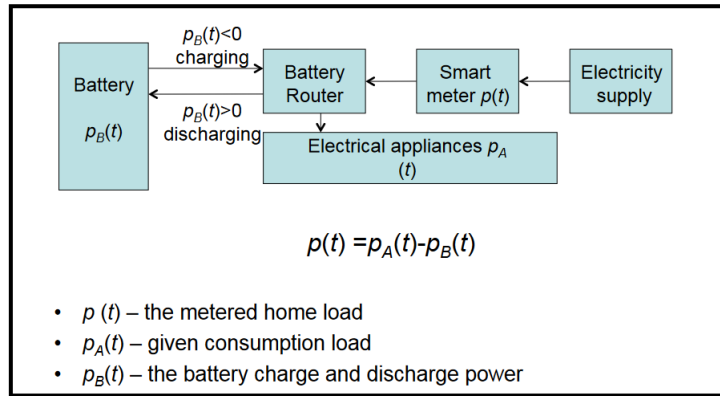 p_B(t)<0
charging
Battery
p_B(t)
p_B(t)>0
discharging
Battery
Router
Smart
meter p(t)
Electricity
supply
Electrical appliances p_A
(t)
p(t) =p_A(t)-p_B(t)
• p (t) – the metered home load
• p_A(t) – given consumption load
• p_B(t) – the battery charge and discharge power